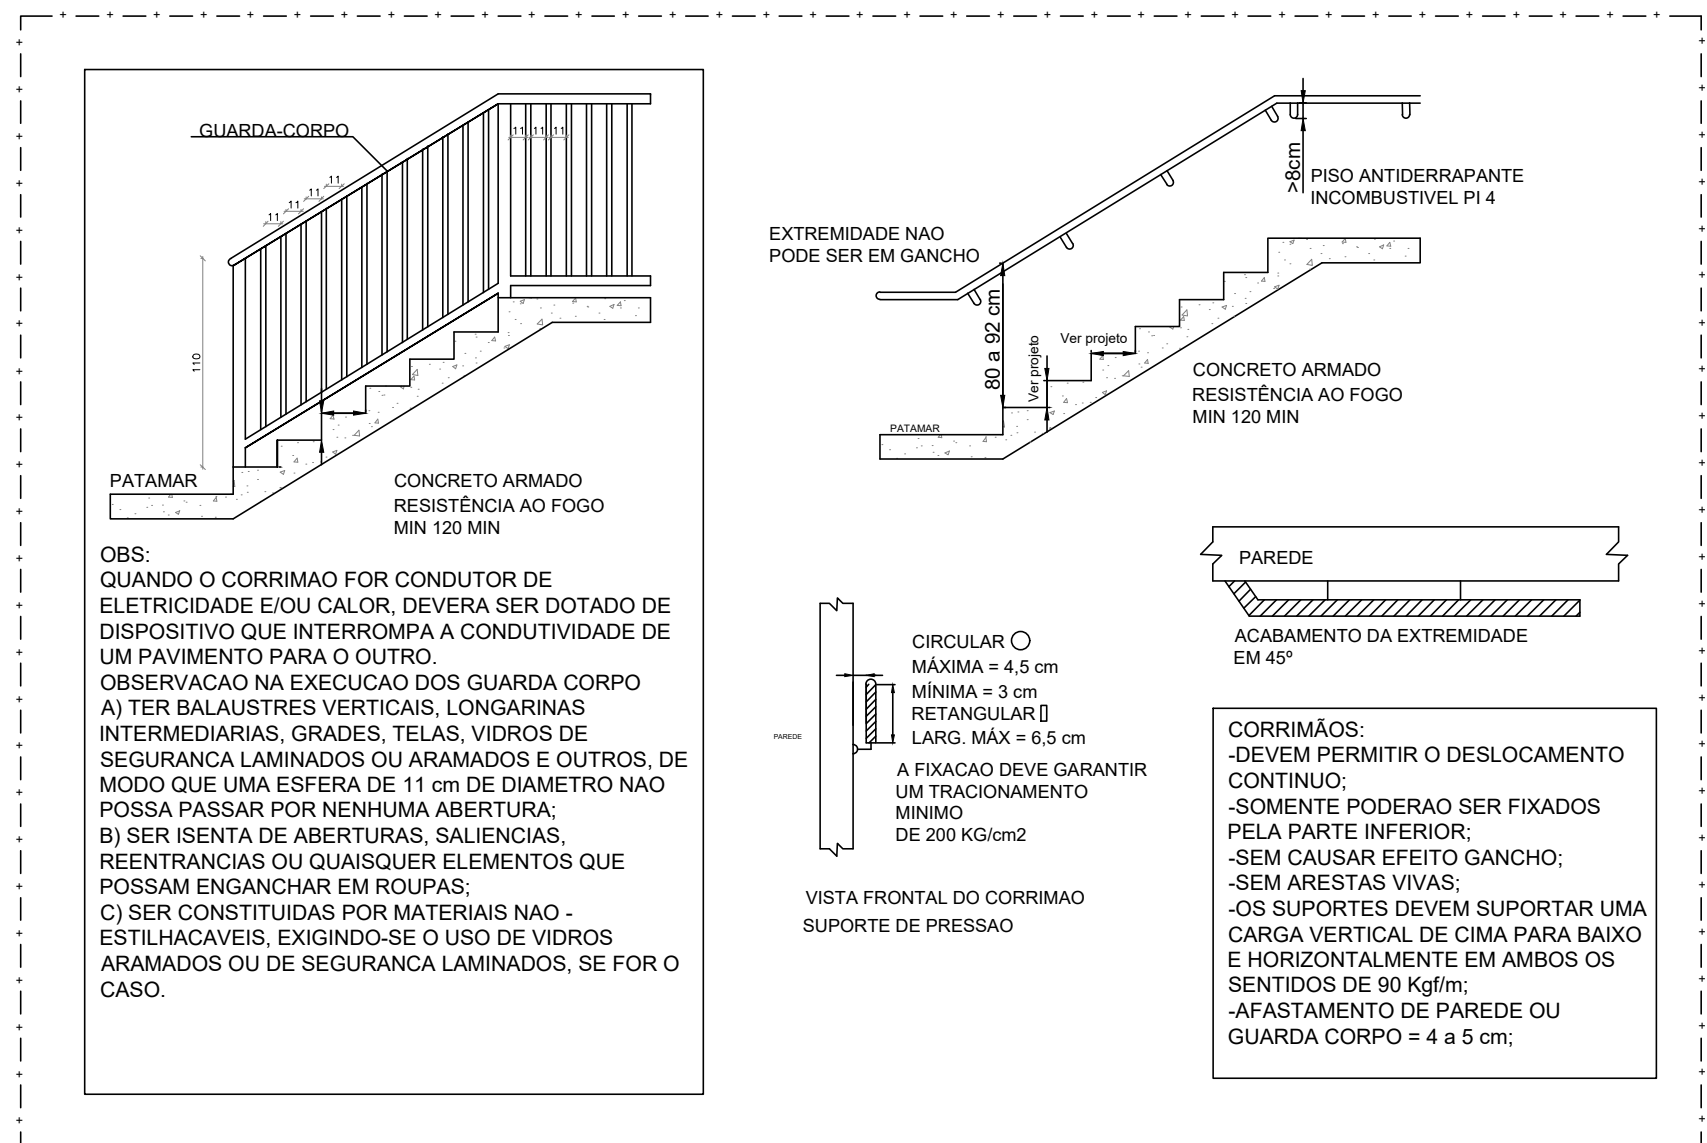 GUARDA-CORPO
11 11 11
11
11
11
11
110
PATAMAR
CONCRETO ARMADO
RESISTÊNCIA AO FOGO
MIN 120 MIN
OBS:
QUANDO O CORRIMAO FOR CONDUTOR DE
ELETRICIDADE E/OU CALOR, DEVERA SER DOTADO DE
DISPOSITIVO QUE INTERROMPA A CONDUTIVIDADE DE
UM PAVIMENTO PARA O OUTRO.
OBSERVACAO NA EXECUCAO DOS GUARDA CORPO
A) TER BALAUSTRES VERTICAIS, LONGARINAS
INTERMEDIARIAS, GRADES, TELAS, VIDROS DE
SEGURANCA LAMINADOS OU ARAMADOS E OUTROS, DE
MODO QUE UMA ESFERA DE 11 cm DE DIAMETRO NAO
POSSA PASSAR POR NENHUMA ABERTURA;
B) SER ISENTA DE ABERTURAS, SALIENCIAS,
REENTRANCIAS OU QUAISQUER ELEMENTOS QUE
POSSAM ENGANCHAR EM ROUPAS;
C) SER CONSTITUIDAS POR MATERIAIS NAO -
ESTILHACAVEIS, EXIGINDO-SE O USO DE VIDROS
ARAMADOS OU DE SEGURANCA LAMINADOS, SE FOR O
CASO.
>8cm
PISO ANTIDERRAPANTE
INCOMBUSTIVEL PI 4
EXTREMIDADE NAO
PODE SER EM GANCHO
80 a 92 cm
Ver projeto
Ver projeto
PATAMAR
CONCRETO ARMADO
RESISTÊNCIA AO FOGO
MIN 120 MIN
PAREDE
ACABAMENTO DA EXTREMIDADE
EM 45º
PAREDE
CIRCULAR
MÁXIMA = 4,5 cm
MÍNIMA = 3 cm
RETANGULAR
LARG. MÁX = 6,5 cm
A FIXACAO DEVE GARANTIR
UM TRACIONAMENTO
MINIMO
DE 200 KG/cm2
VISTA FRONTAL DO CORRIMAO
SUPORTE DE PRESSAO
CORRIMÃOS:
-DEVEM PERMITIR O DESLOCAMENTO
CONTINUO;
-SOMENTE PODERAO SER FIXADOS
PELA PARTE INFERIOR;
-SEM CAUSAR EFEITO GANCHO;
-SEM ARESTAS VIVAS;
-OS SUPORTES DEVEM SUPORTAR UMA
CARGA VERTICAL DE CIMA PARA BAIXO
E HORIZONTALMENTE EM AMBOS OS
SENTIDOS DE 90 Kgf/m;
-AFASTAMENTO DE PAREDE OU
GUARDA CORPO = 4 a 5 cm;